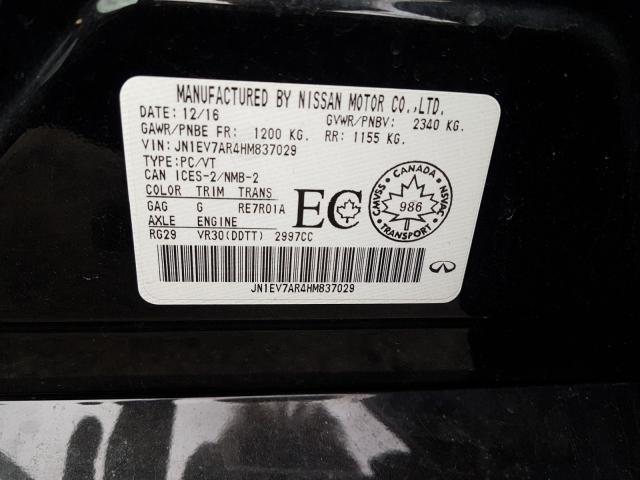 MANUFACTURED BY NISSAN MOTOR CO.,LTD.
DATE: 12/16 GVWR/PNBV: 2340 KG.
GAWR/PNBE FR: 1200 KG. RR: 1155 KG.
VIN: JN1EV7AR4HM837029
TYPE:PC/VT
CAN ICES-2/NMB-2
COLOR TRIM TRANS
GAG G RE7R01A
AXLE ENGINE
RG29 VR30(DDTT) 2997CC
EC
CANADA
CMVSS
NSVAC
986
TRANSPORT
JN1EV7AR4HM837029